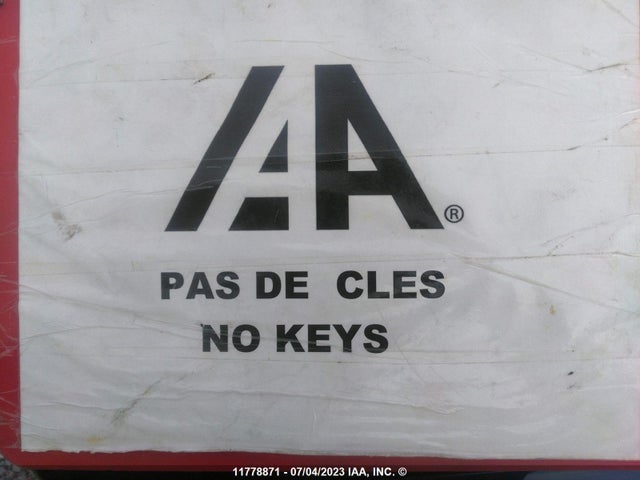 IAA®
PAS DE CLES
NO KEYS
11778871 - 07/04/2023 IAA, INC. ©